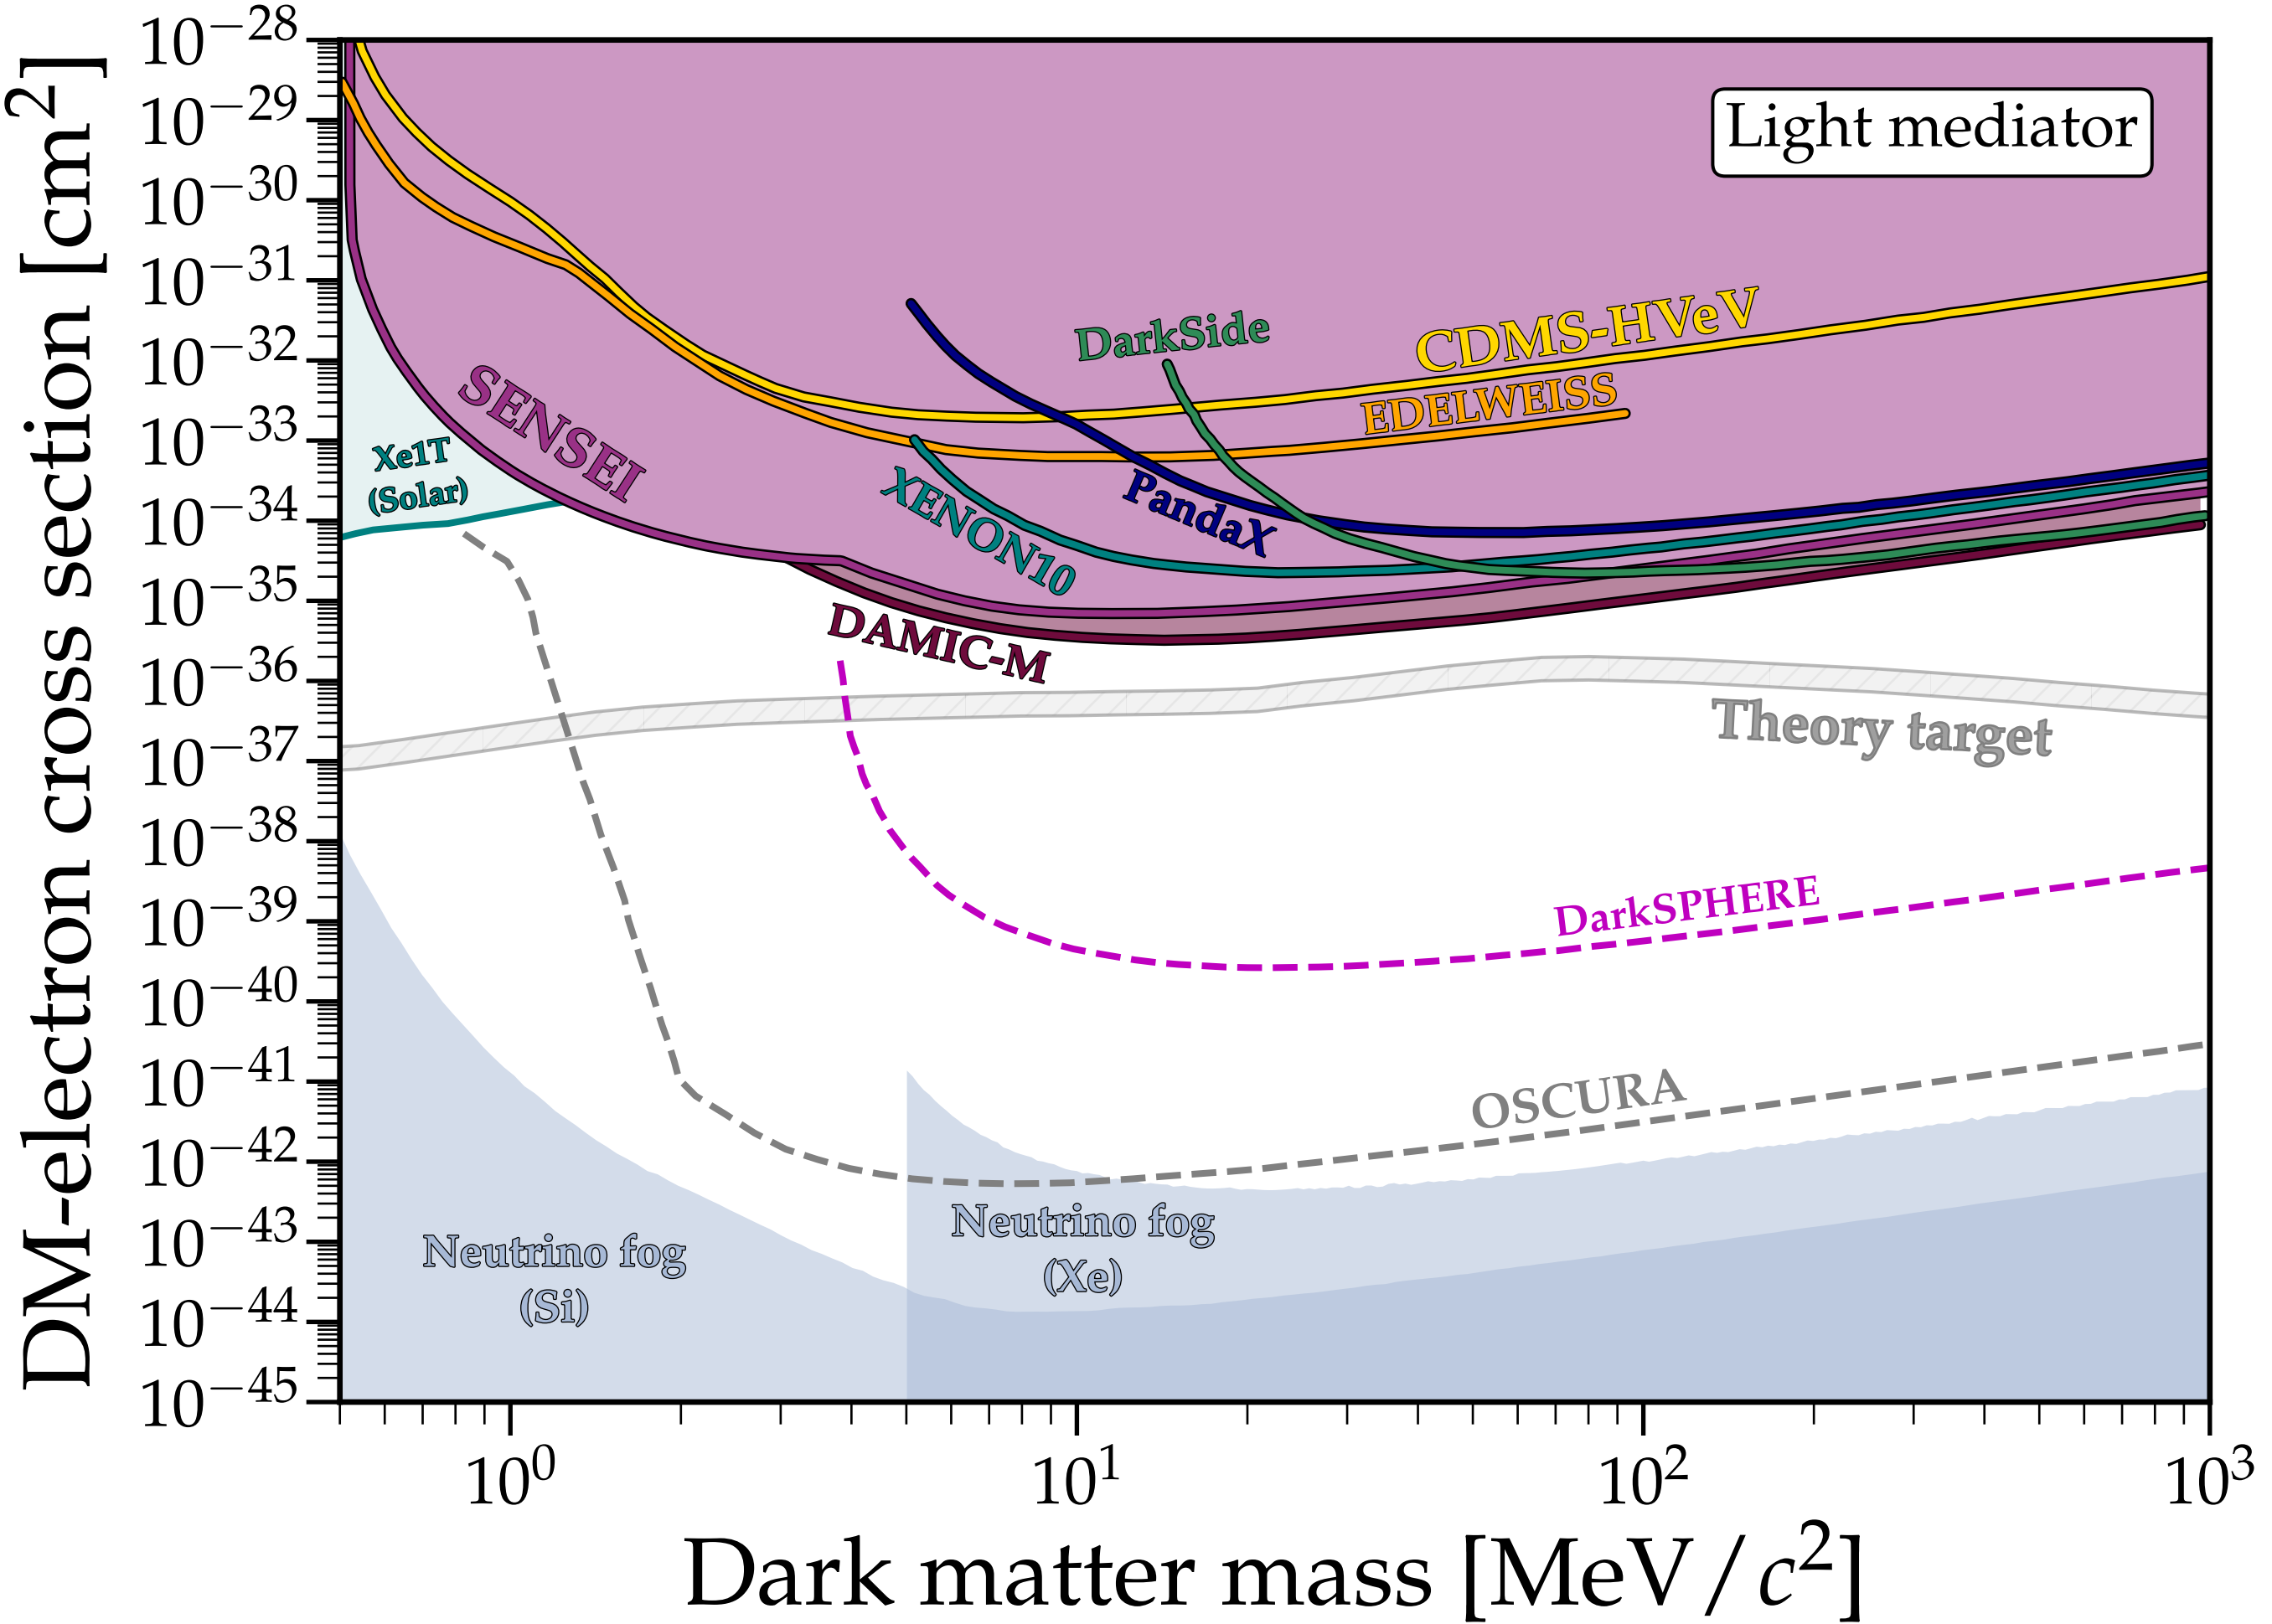 DM-electron cross section [cm²]
10⁻²⁸
10⁻²⁹
10⁻³⁰
10⁻³¹
10⁻³²
10⁻³³
10⁻³⁴
10⁻³⁵
10⁻³⁶
10⁻³⁷
10⁻³⁸
10⁻³⁹
10⁻⁴⁰
10⁻⁴¹
10⁻⁴²
10⁻⁴³
10⁻⁴⁴
10⁻⁴⁵
Light mediator
CDMS-HVeV
DarkSide
EDELWEISS
SENSEI
Xe1T
(Solar)
XENON10
PandaX
DAMIC-M
Theory target
DarkSPHERE
OSCURA
Neutrino fog
(Si)
Neutrino fog
(Xe)
10⁰
10¹
10²
10³
Dark matter mass [MeV/c²]